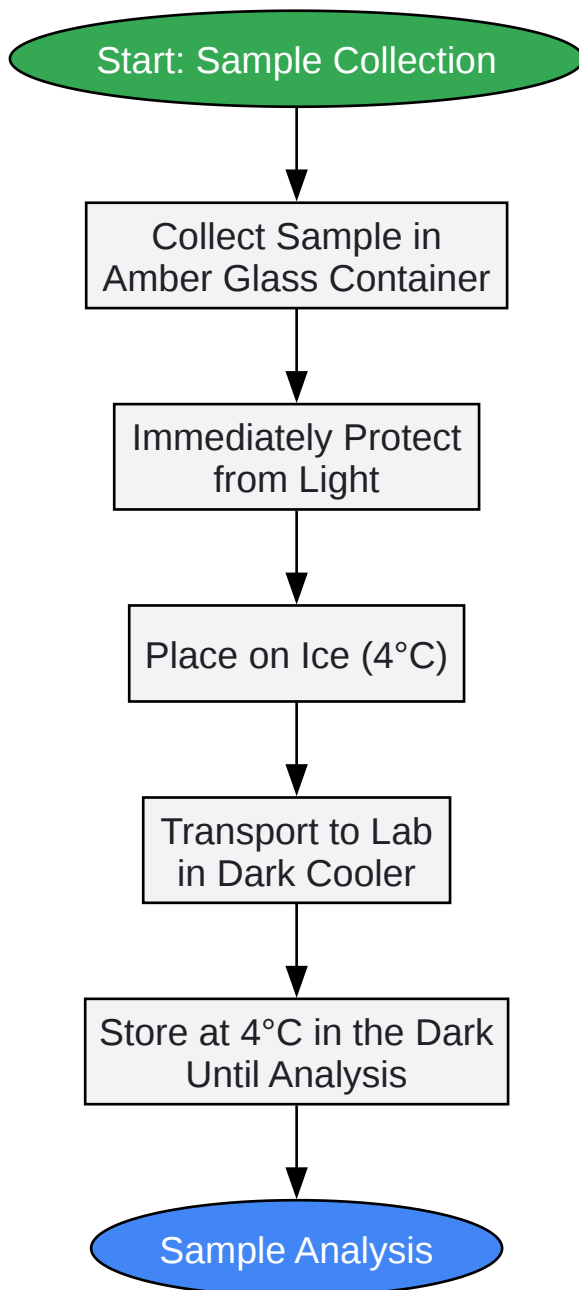 Start: Sample Collection
Collect Sample in
Amber Glass Container
Immediately Protect
from Light
Place on Ice (4°C)
Transport to Lab
in Dark Cooler
Store at 4°C in the Dark
Until Analysis
Sample Analysis